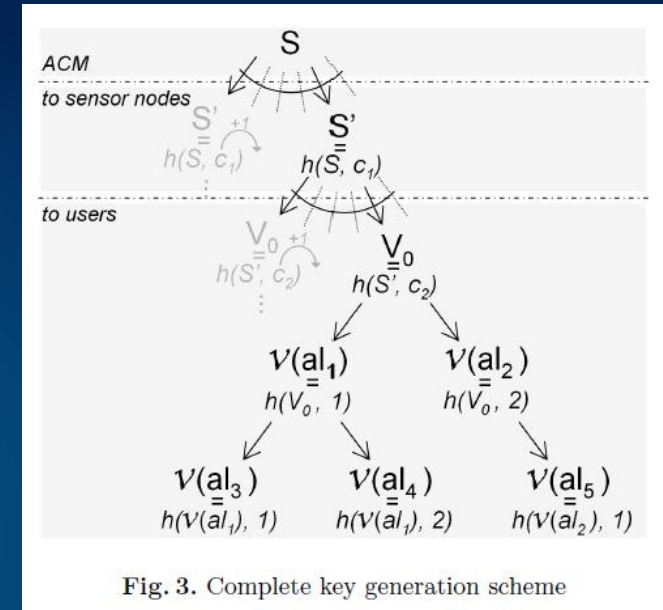 S
ACM
to sensor nodes
S' +1 S'
= =
h(S, c₁) h(S, c₁)
⋮
to users
V₀ +1 V₀
= =
h(S', c₂) h(S', c₂)
⋮
V(al₁) V(al₂)
= =
h(V₀, 1) h(V₀, 2)
V(al₃) V(al₄) V(al₅)
= = =
h(V(al₁), 1) h(V(al₁), 2) h(V(al₂), 1)
Fig. 3. Complete key generation scheme